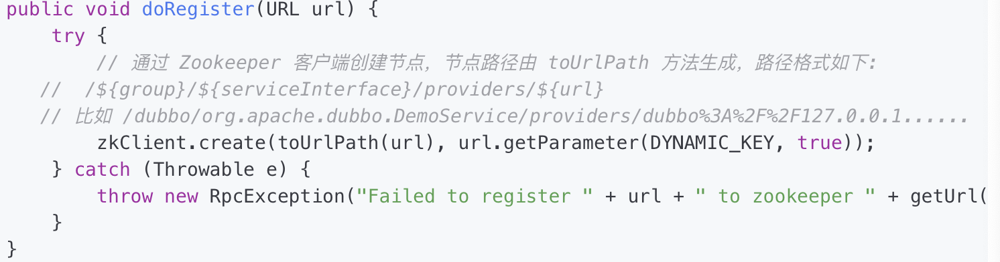 public void doRegister(URL url) {
    try {
        // 通过 Zookeeper 客户端创建节点，节点路径由 toUrlPath 方法生成，路径格式如下:
   //  /${group}/${serviceInterface}/providers/${url}
   // 比如 /dubbo/org.apache.dubbo.DemoService/providers/dubbo%3A%2F%2F127.0.0.1......
        zkClient.create(toUrlPath(url), url.getParameter(DYNAMIC_KEY, true));
    } catch (Throwable e) {
        throw new RpcException("Failed to register " + url + " to zookeeper " + getUrl(
    }
}